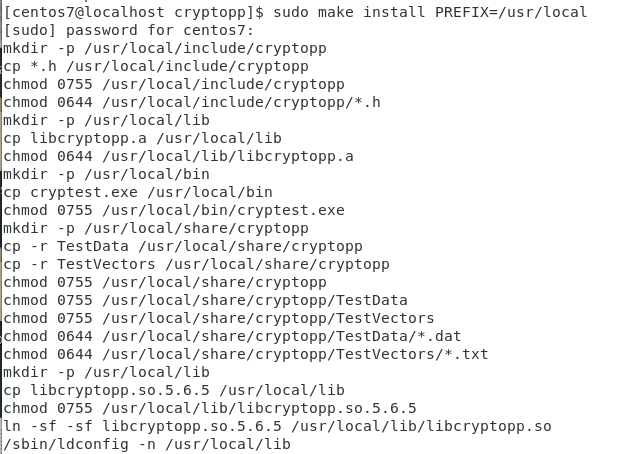 [centos7@localhost cryptopp]$ sudo make install PREFIX=/usr/local
[sudo] password for centos7:
mkdir -p /usr/local/include/cryptopp
cp *.h /usr/local/include/cryptopp
chmod 0755 /usr/local/include/cryptopp
chmod 0644 /usr/local/include/cryptopp/*.h
mkdir -p /usr/local/lib
cp libcryptopp.a /usr/local/lib
chmod 0644 /usr/local/lib/libcryptopp.a
mkdir -p /usr/local/bin
cp cryptest.exe /usr/local/bin
chmod 0755 /usr/local/bin/cryptest.exe
mkdir -p /usr/local/share/cryptopp
cp -r TestData /usr/local/share/cryptopp
cp -r TestVectors /usr/local/share/cryptopp
chmod 0755 /usr/local/share/cryptopp
chmod 0755 /usr/local/share/cryptopp/TestData
chmod 0755 /usr/local/share/cryptopp/TestVectors
chmod 0644 /usr/local/share/cryptopp/TestData/*.dat
chmod 0644 /usr/local/share/cryptopp/TestVectors/*.txt
mkdir -p /usr/local/lib
cp libcryptopp.so.5.6.5 /usr/local/lib
chmod 0755 /usr/local/lib/libcryptopp.so.5.6.5
ln -sf -sf libcryptopp.so.5.6.5 /usr/local/lib/libcryptopp.so
/sbin/ldconfig -n /usr/local/lib